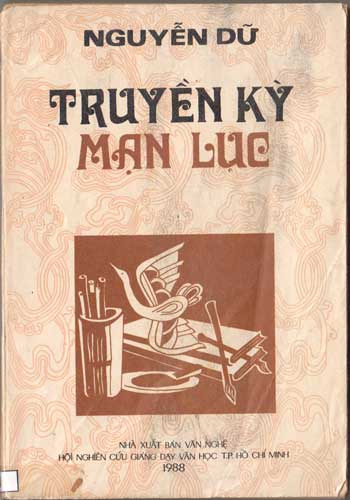 NGUYỄN DỮ
TRUYỀN KỲ
MẠN LỤC
NHÀ XUẤT BẢN VĂN NGHỆ
HỘI NGHIÊN CỨU GIẢNG DẠY VĂN HỌC T.P. HỒ CHÍ MINH
1988